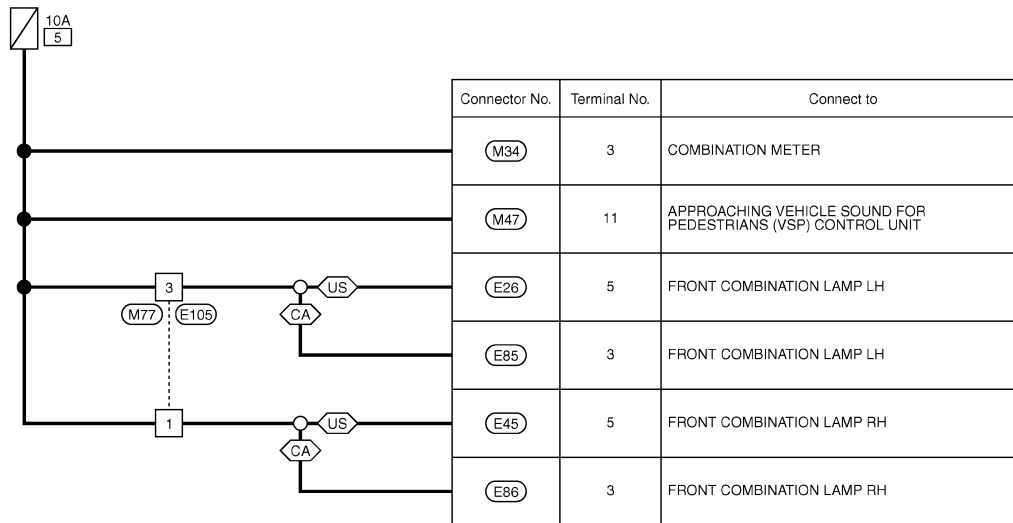 10A
5
Connector No. Terminal No. Connect to
M34 3 COMBINATION METER
M47 11 APPROACHING VEHICLE SOUND FOR
PEDESTRIANS (VSP) CONTROL UNIT
3 US E26 5 FRONT COMBINATION LAMP LH
M77 E105 CA
E85 3 FRONT COMBINATION LAMP LH
1 US E45 5 FRONT COMBINATION LAMP RH
CA
E86 3 FRONT COMBINATION LAMP RH